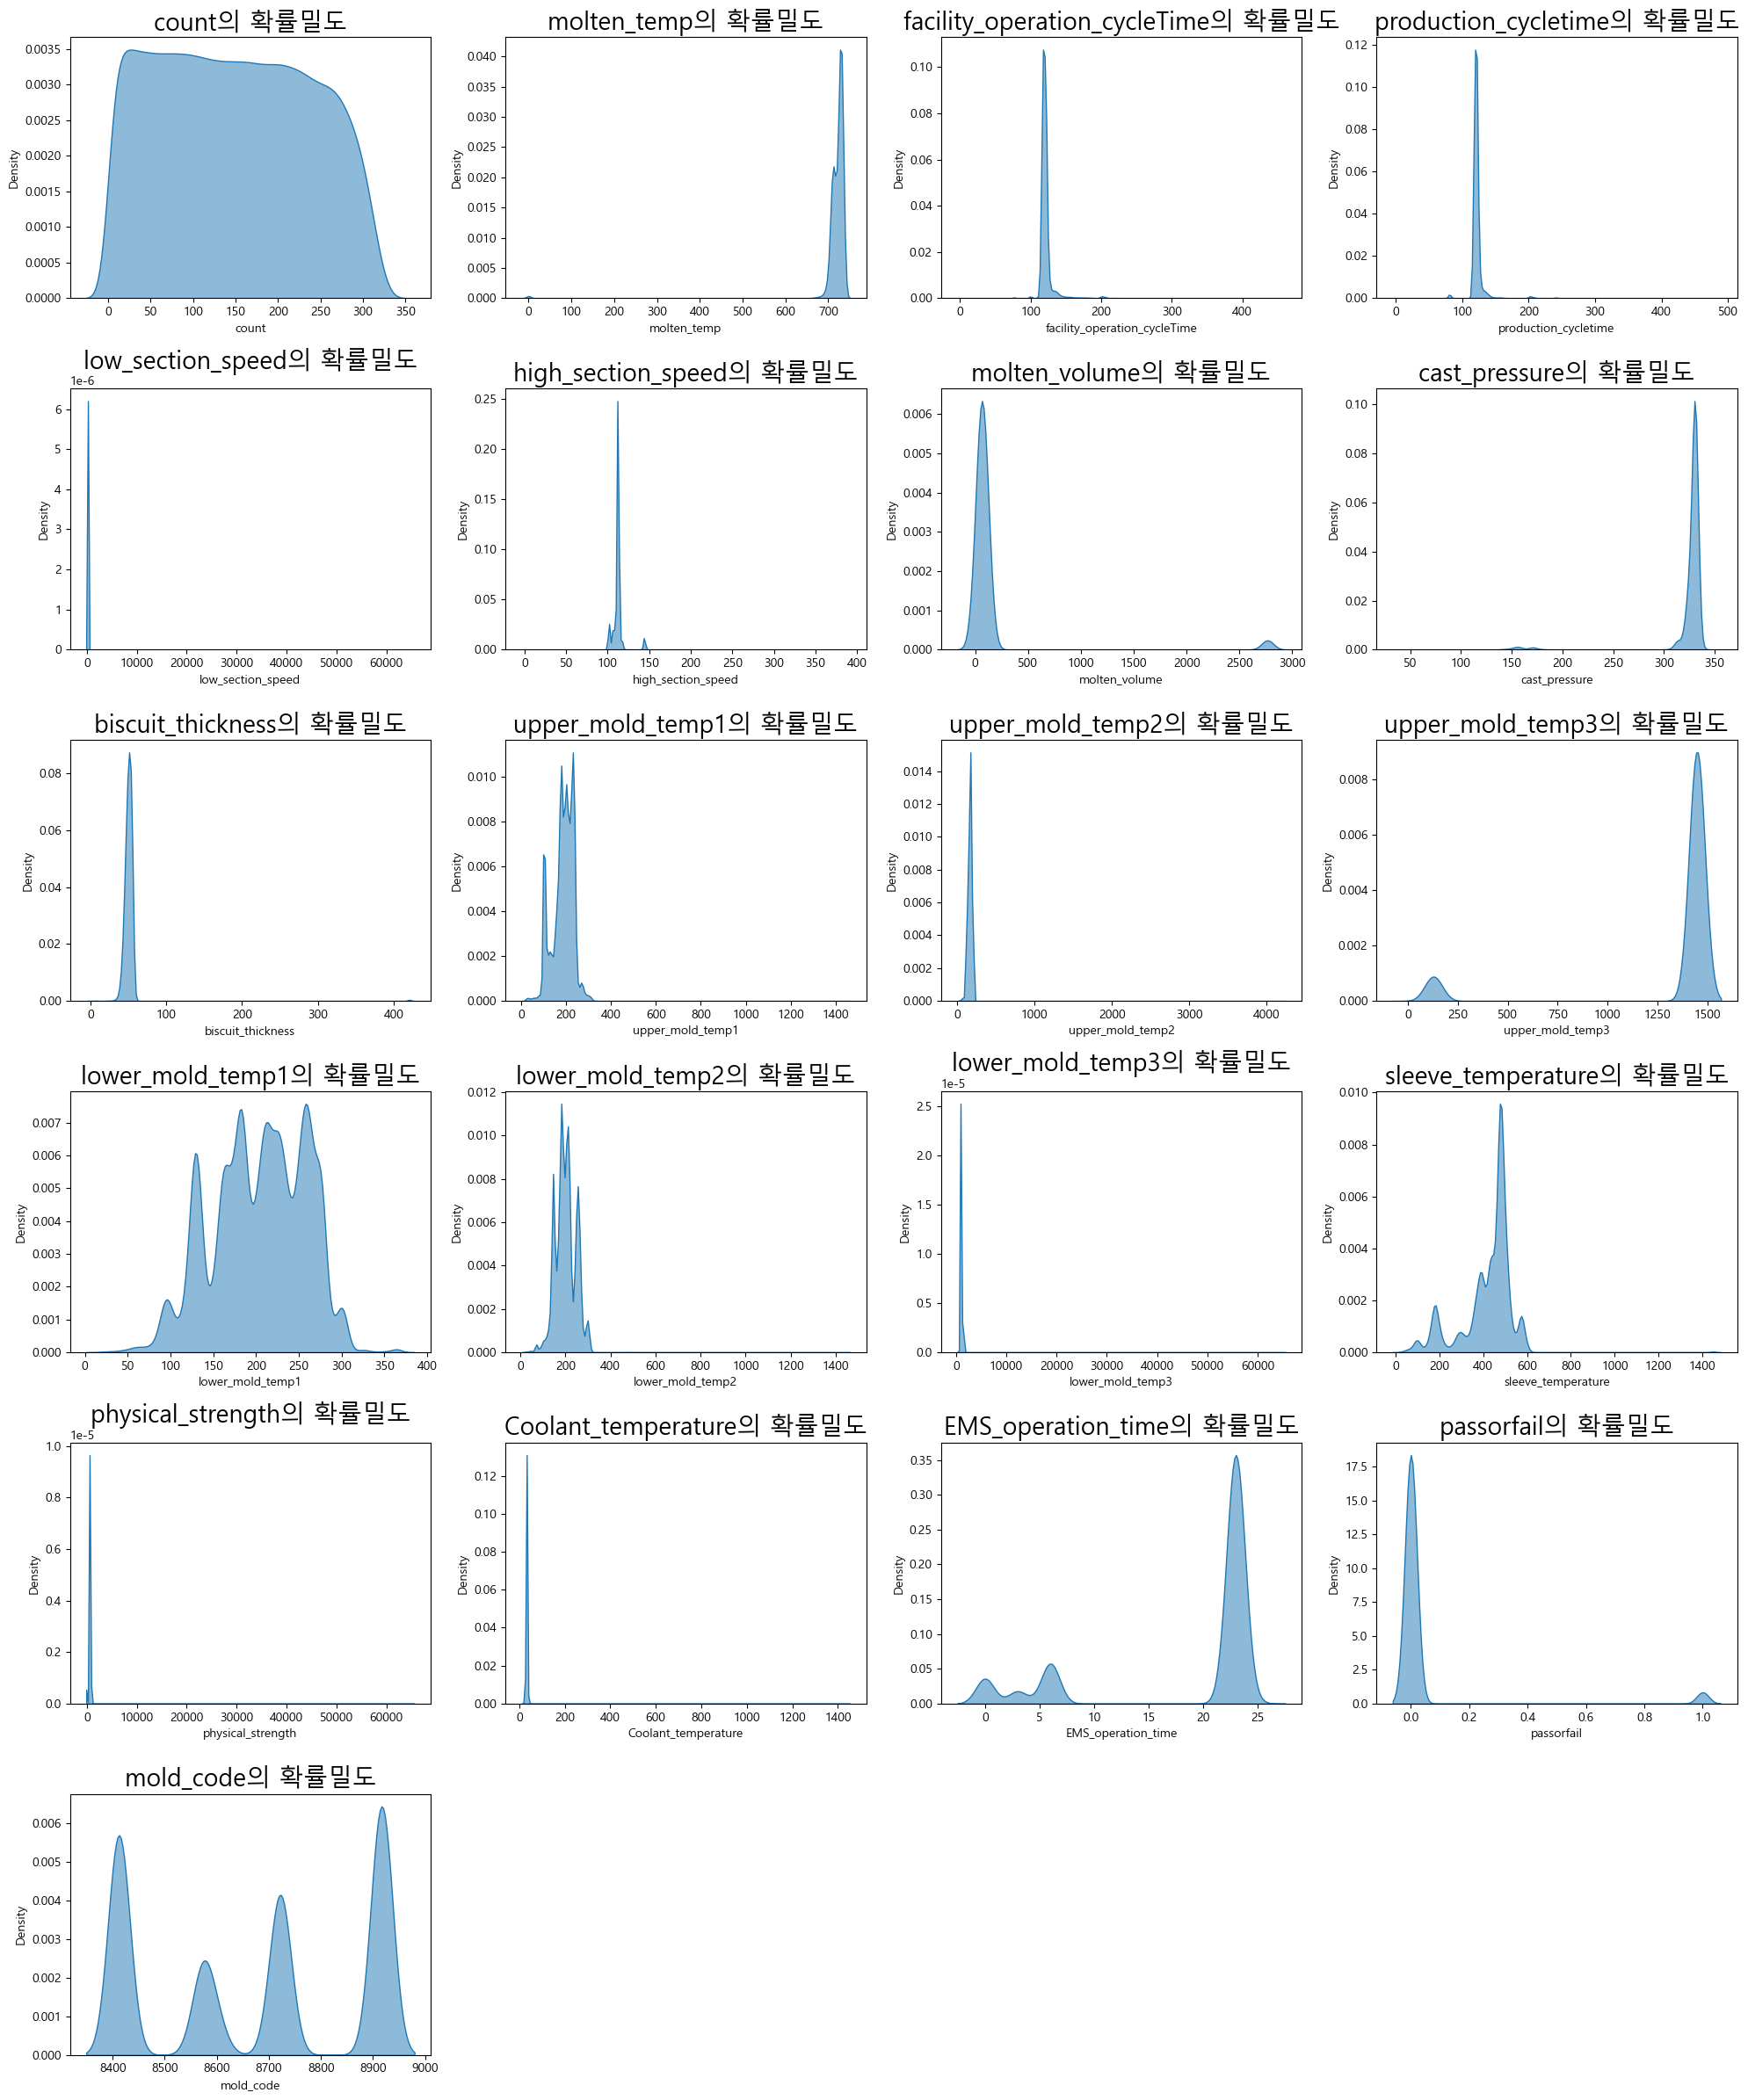 count의 확률밀도
molten_temp의 확률밀도
facility_operation_cycleTime의 확률밀도
production_cycletime의 확률밀도
0.0035
0.0030
0.0025
0.0020
0.0015
0.0010
0.0005
0.0000
Density
0 50 100 150 200 250 300 350
count
0.040
0.035
0.030
0.025
0.020
0.015
0.010
0.005
0.000
Density
0 100 200 300 400 500 600 700
molten_temp
0.10
0.08
0.06
0.04
0.02
0.00
Density
0 100 200 300 400
facility_operation_cycleTime
0.12
0.10
0.08
0.06
0.04
0.02
0.00
Density
0 100 200 300 400 500
production_cycletime
low_section_speed의 확률밀도
high_section_speed의 확률밀도
molten_volume의 확률밀도
cast_pressure의 확률밀도
1e-6
6
5
4
3
2
1
0
Density
0 10000 20000 30000 40000 50000 60000
low_section_speed
0.25
0.20
0.15
0.10
0.05
0.00
Density
0 50 100 150 200 250 300 350 400
high_section_speed
0.006
0.005
0.004
0.003
0.002
0.001
0.000
Density
0 500 1000 1500 2000 2500 3000
molten_volume
0.10
0.08
0.06
0.04
0.02
0.00
Density
50 100 150 200 250 300 350
cast_pressure
biscuit_thickness의 확률밀도
upper_mold_temp1의 확률밀도
upper_mold_temp2의 확률밀도
upper_mold_temp3의 확률밀도
0.08
0.06
0.04
0.02
0.00
Density
0 100 200 300 400
biscuit_thickness
0.010
0.008
0.006
0.004
0.002
0.000
Density
0 200 400 600 800 1000 1200 1400
upper_mold_temp1
0.014
0.012
0.010
0.008
0.006
0.004
0.002
0.000
Density
0 1000 2000 3000 4000
upper_mold_temp2
0.008
0.006
0.004
0.002
0.000
Density
0 250 500 750 1000 1250 1500
upper_mold_temp3
lower_mold_temp1의 확률밀도
lower_mold_temp2의 확률밀도
lower_mold_temp3의 확률밀도
sleeve_temperature의 확률밀도
0.007
0.006
0.005
0.004
0.003
0.002
0.001
0.000
Density
0 50 100 150 200 250 300 350 400
lower_mold_temp1
0.012
0.010
0.008
0.006
0.004
0.002
0.000
Density
0 200 400 600 800 1000 1200 1400
lower_mold_temp2
1e-5
2.5
2.0
1.5
1.0
0.5
0.0
Density
0 10000 20000 30000 40000 50000 60000
lower_mold_temp3
0.010
0.008
0.006
0.004
0.002
0.000
Density
0 200 400 600 800 1000 1200 1400
sleeve_temperature
physical_strength의 확률밀도
Coolant_temperature의 확률밀도
EMS_operation_time의 확률밀도
passorfail의 확률밀도
1e-5
1.0
0.8
0.6
0.4
0.2
0.0
Density
0 10000 20000 30000 40000 50000 60000
physical_strength
0.12
0.10
0.08
0.06
0.04
0.02
0.00
Density
0 200 400 600 800 1000 1200 1400
Coolant_temperature
0.35
0.30
0.25
0.20
0.15
0.10
0.05
0.00
Density
0 5 10 15 20 25
EMS_operation_time
17.5
15.0
12.5
10.0
7.5
5.0
2.5
0.0
Density
0.0 0.2 0.4 0.6 0.8 1.0
passorfail
mold_code의 확률밀도
0.006
0.005
0.004
0.003
0.002
0.001
0.000
Density
8400 8500 8600 8700 8800 8900 9000
mold_code